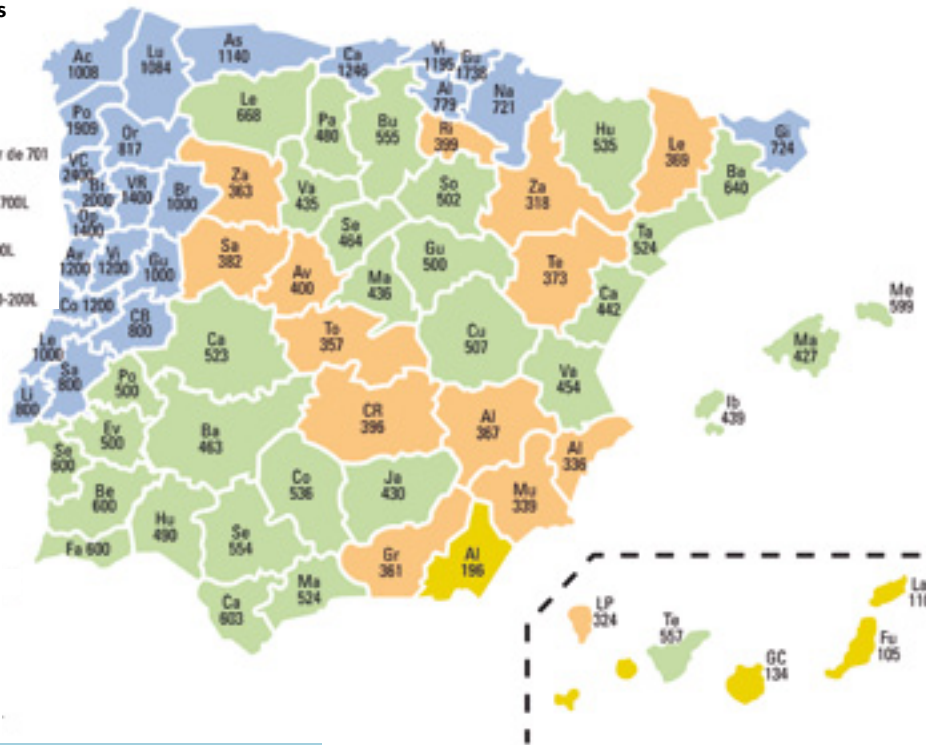 s
Ac
1008
Lu
1084
As
1140
Ca
1246
Vi
1195
Gu
1738
Al
779
Na
721
Po
1909
Or
817
Le
668
Pa
480
Bu
555
Ri
399
Hu
535
Le
369
Gi
724
Ba
640
r de 701
VC
2400
Br
2000
VR
1400
Br
1000
Za
363
Va
435
So
502
Za
318
700L
Op
1400
Se
464
Ta
524
0L
Av
1200
Vi
1200
Gu
1000
Sa
382
Av
400
Ma
436
Gu
500
Te
373
Ca
442
Me
599
-200L
Co 1200
CB
800
Le
1000
Sa
800
Li
800
Ca
523
To
357
Cu
507
Va
454
Ma
427
Ib
439
Po
500
Ev
500
Ba
463
CR
396
Al
367
Al
336
Se
600
Be
600
Co
536
Ja
430
Mu
339
Hu
490
Se
554
Fa 600
Gr
361
Al
196
Ca
603
Ma
524
LP
324
Te
557
GC
134
Fu
105
La
110